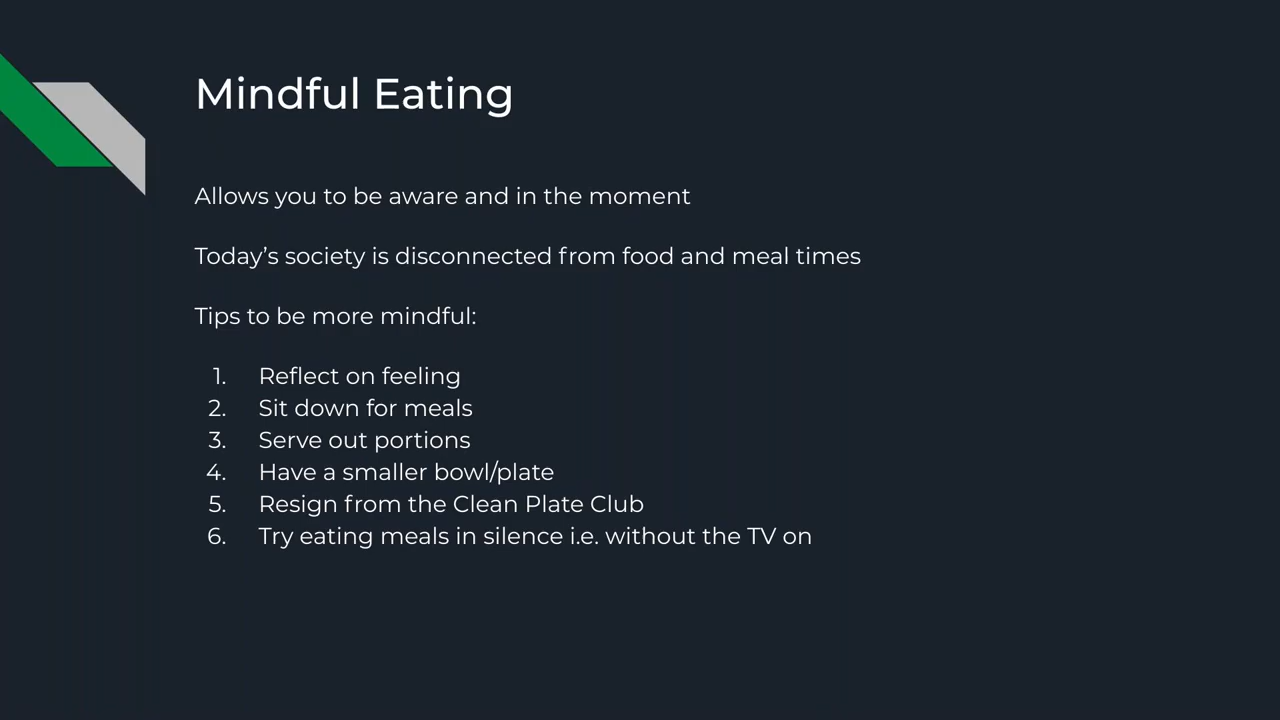 Mindful Eating
Allows you to be aware and in the moment
Today’s society is disconnected from food and meal times
Tips to be more mindful:
1. Reflect on feeling
2. Sit down for meals
3. Serve out portions
4. Have a smaller bowl/plate
5. Resign from the Clean Plate Club
6. Try eating meals in silence i.e. without the TV on